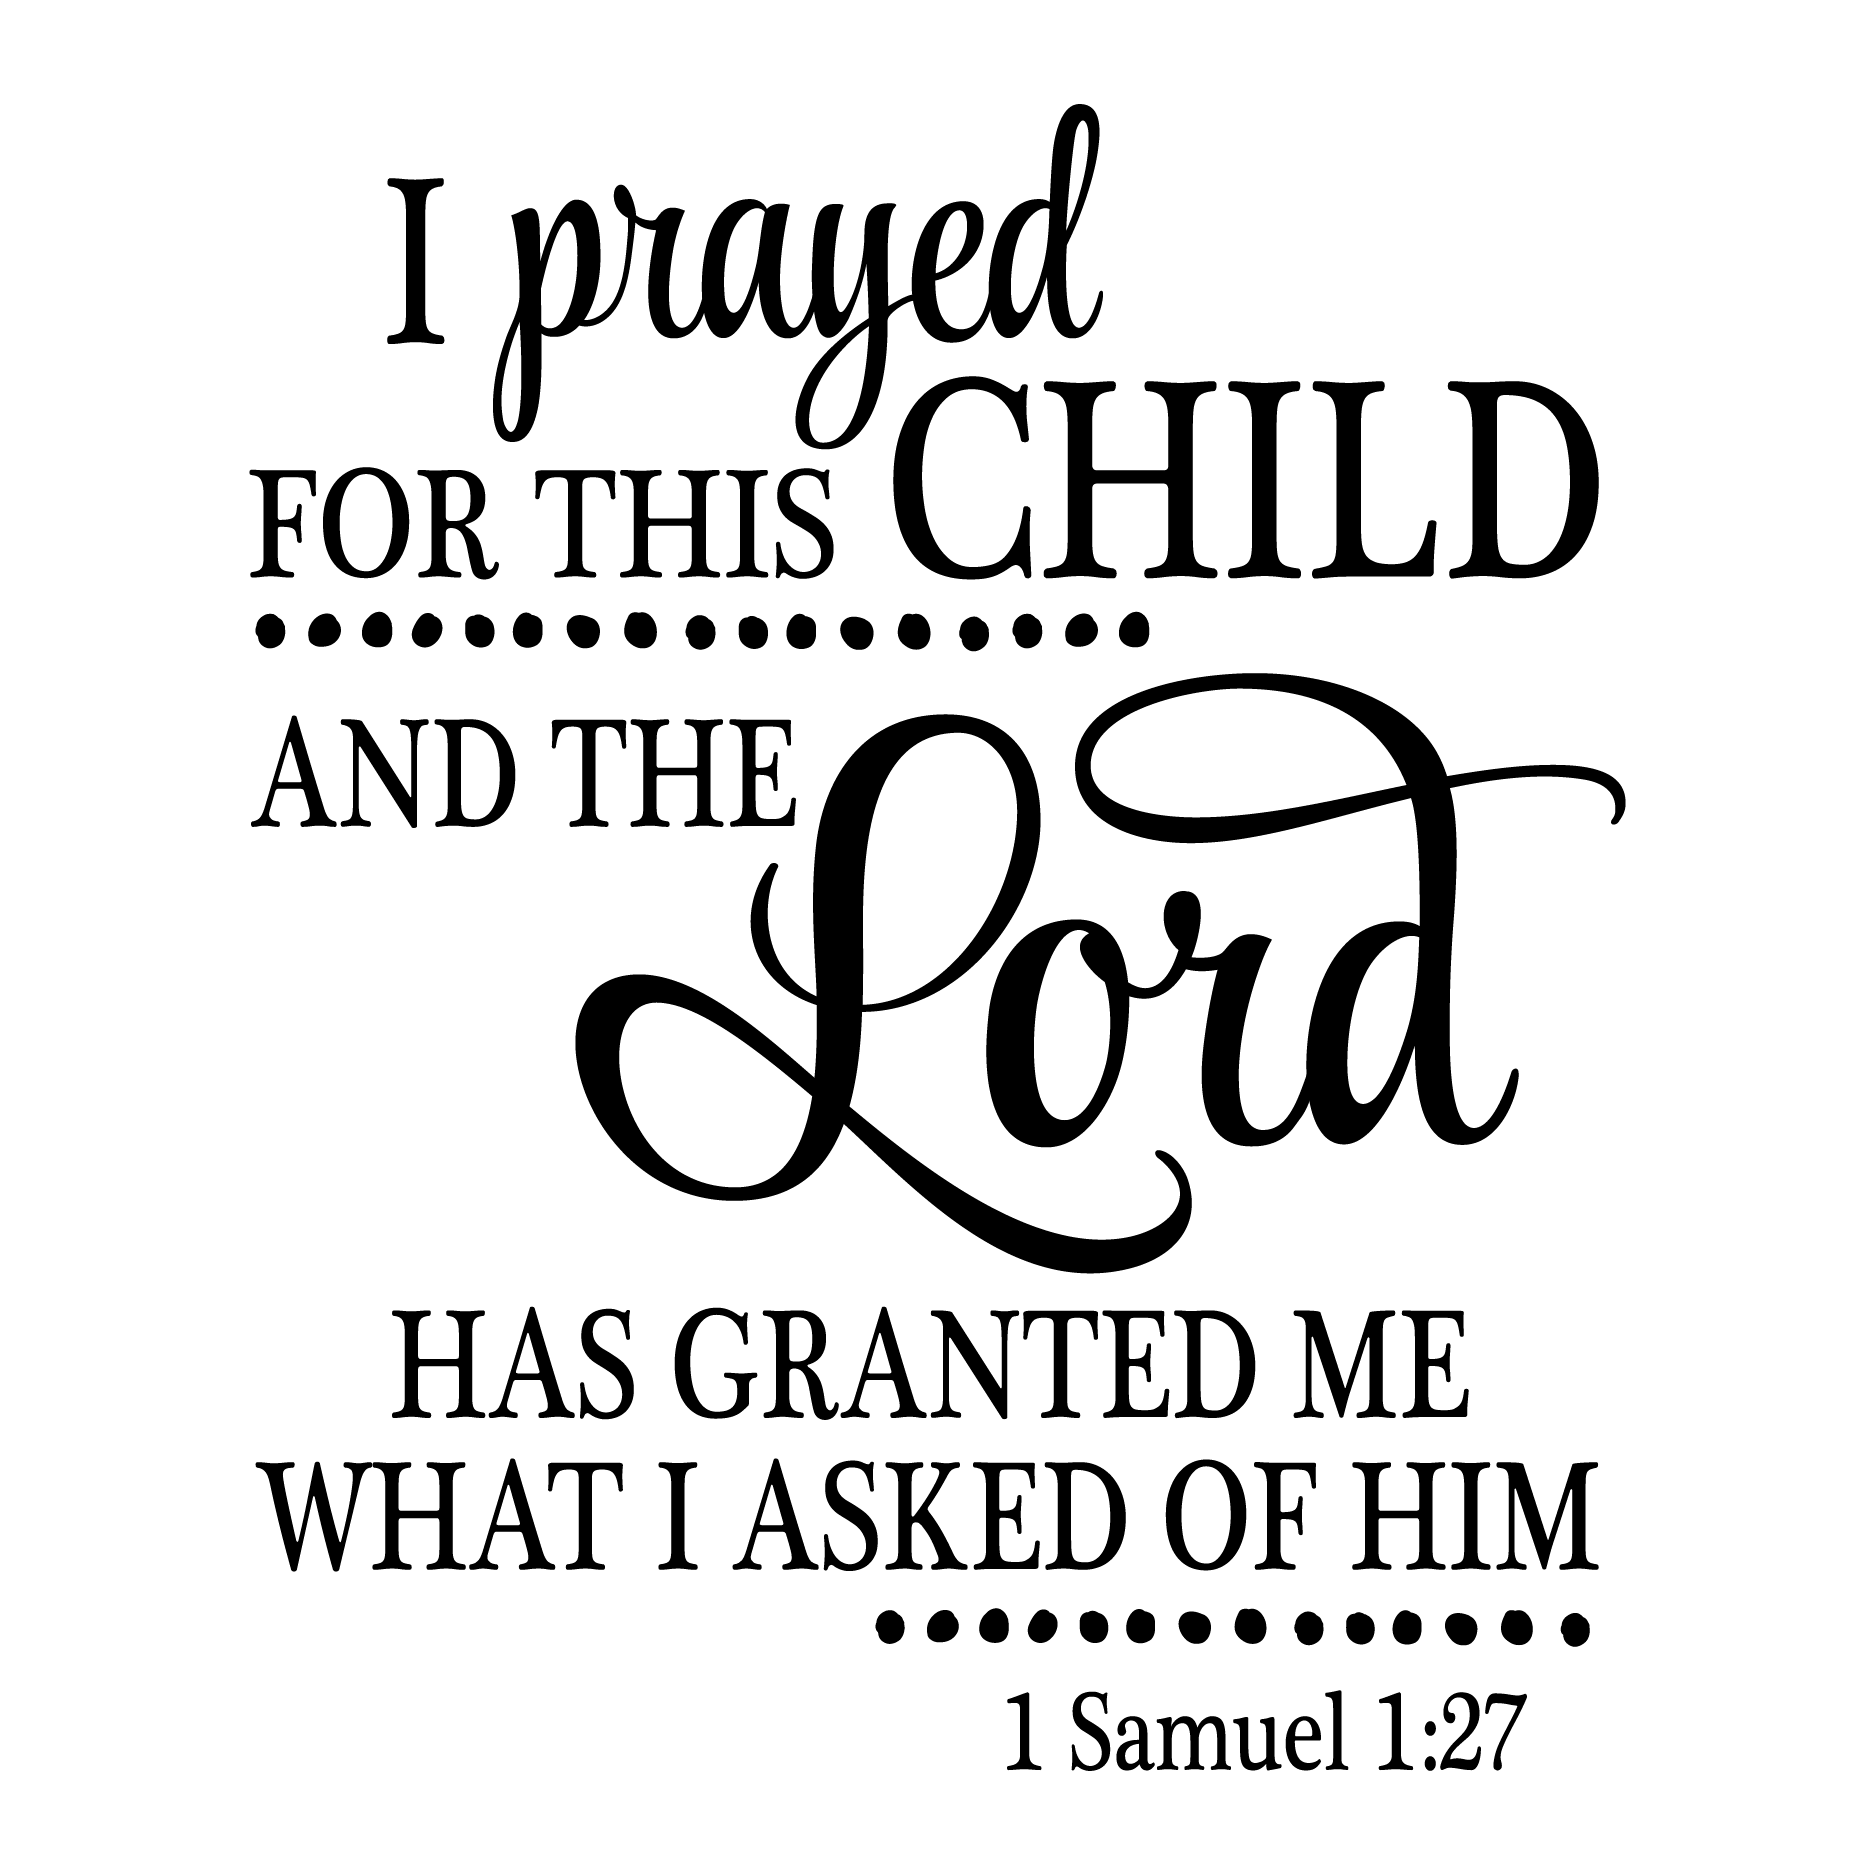 I prayed
FOR THIS CHILD
AND THE Lord
HAS GRANTED ME
WHAT I ASKED OF HIM
1 Samuel 1:27